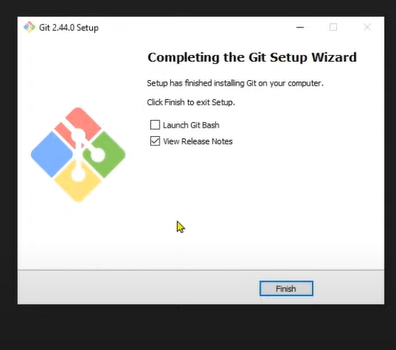 Git 2.44.0 Setup
Completing the Git Setup Wizard
Setup has finished installing Git on your computer.
Click Finish to exit Setup.
Launch Git Bash
View Release Notes
Finish